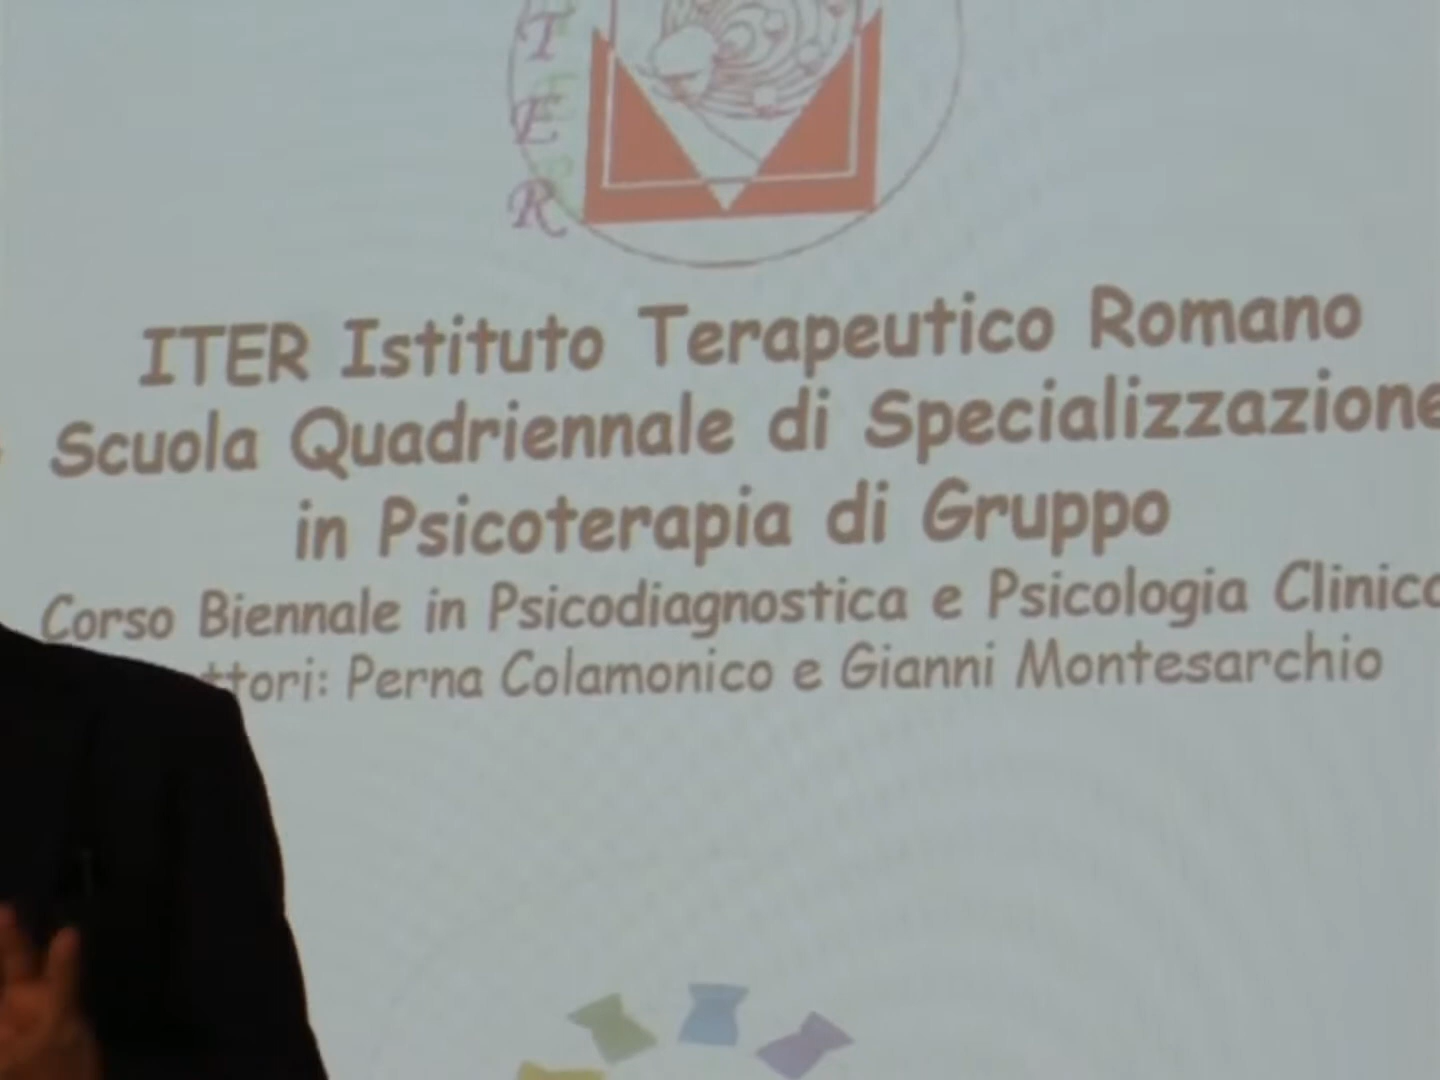 T
E
R
ITER Istituto Terapeutico Romano
Scuola Quadriennale di Specializzazione
in Psicoterapia di Gruppo
Corso Biennale in Psicodiagnostica e Psicologia Clinica
ttori: Perna Colamonico e Gianni Montesarchio